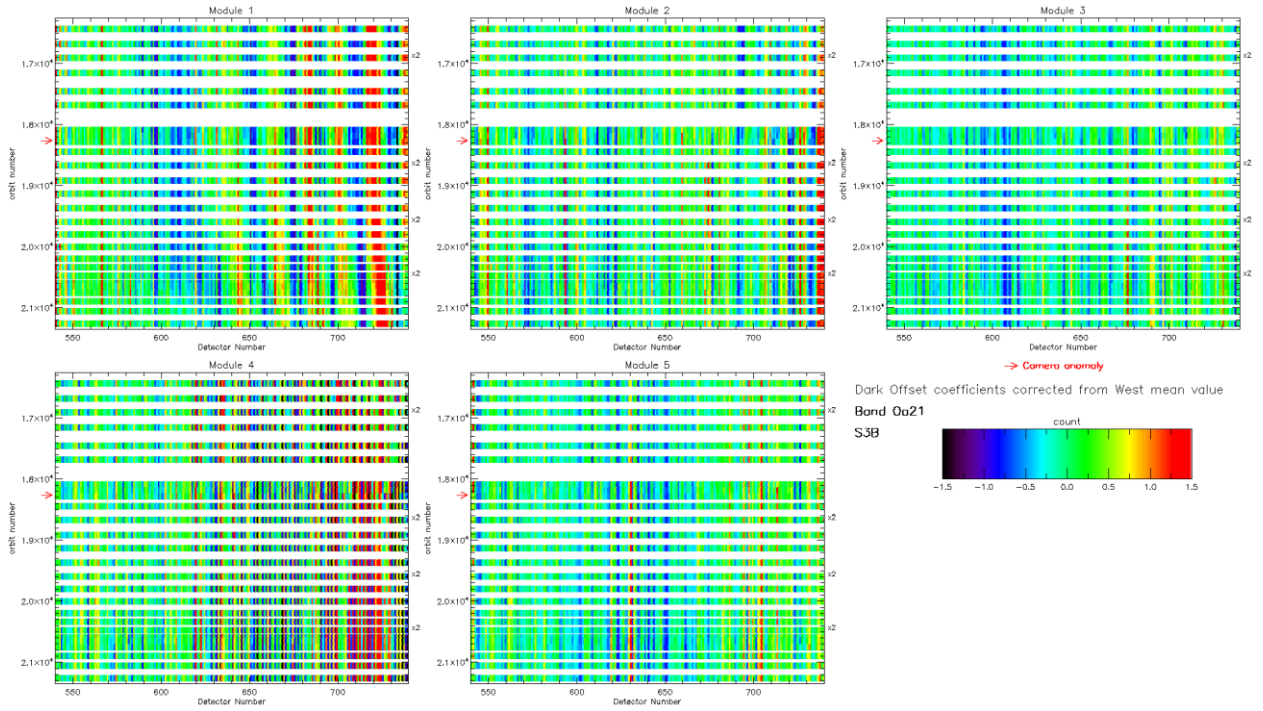 Module 1
Module 2
Module 3
1.7×10⁴
1.8×10⁴
1.9×10⁴
2.0×10⁴
2.1×10⁴
orbit number
x2
x2
x2
x2
550 600 650 700
Detector Number
1.7×10⁴
1.8×10⁴
1.9×10⁴
2.0×10⁴
2.1×10⁴
orbit number
x2
x2
x2
x2
550 600 650 700
Detector Number
1.7×10⁴
1.8×10⁴
1.9×10⁴
2.0×10⁴
2.1×10⁴
orbit number
x2
x2
x2
x2
550 600 650 700
Detector Number
Module 4
Module 5
1.7×10⁴
1.8×10⁴
1.9×10⁴
2.0×10⁴
2.1×10⁴
orbit number
x2
x2
x2
550 600 650 700
Detector Number
1.7×10⁴
1.8×10⁴
1.9×10⁴
2.0×10⁴
2.1×10⁴
orbit number
x2
x2
x2
550 600 650 700
Detector Number
→ Camera anomaly
Dark Offset coefficients corrected from West mean value
Band Oa21
S3B
count
−1.5 −1.0 −0.5 0.0 0.5 1.0 1.5